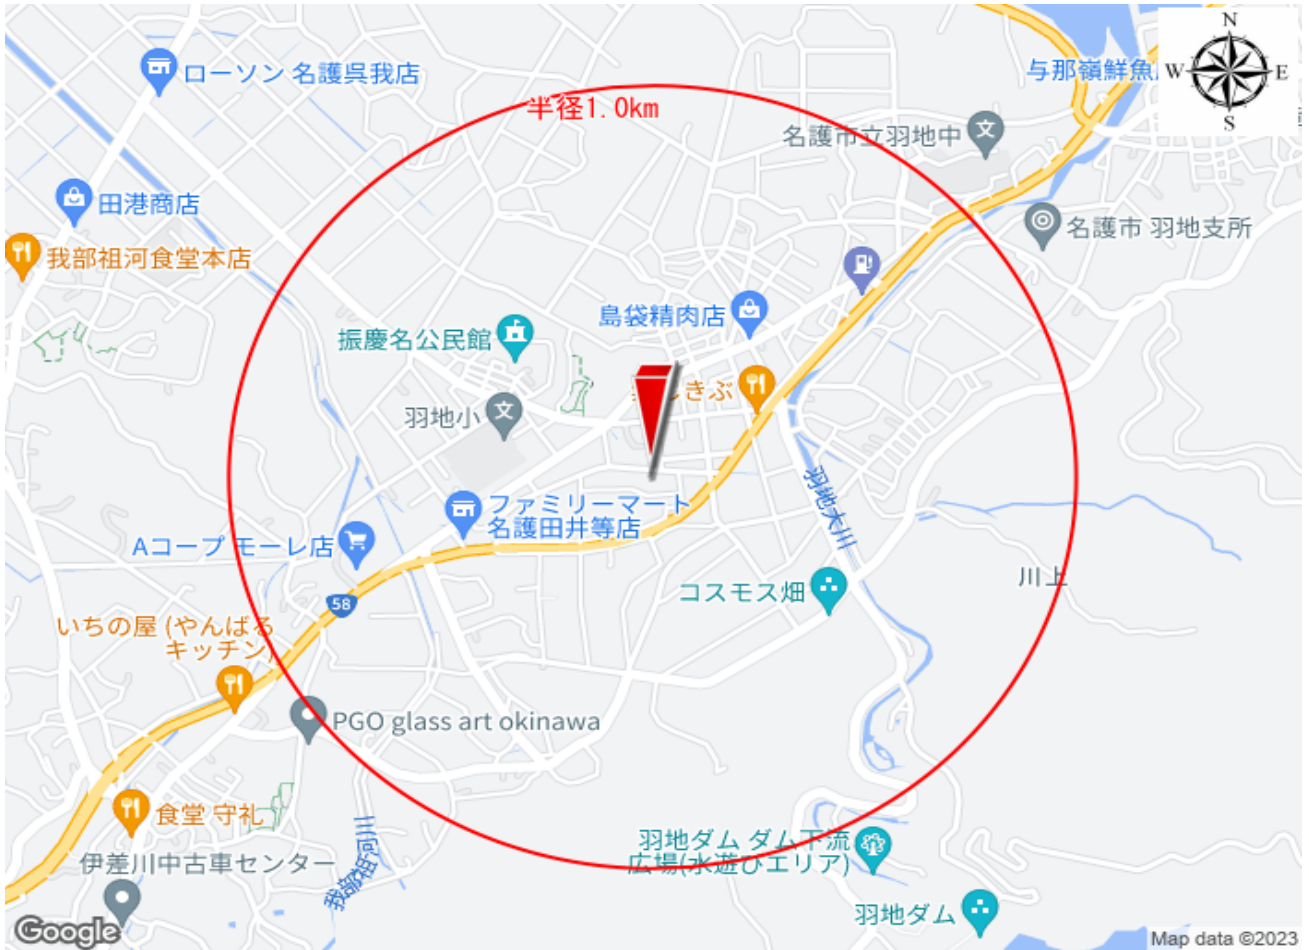 N
W
E
S
ローソン 名護呉我店
半径1.0km
与那嶺鮮魚
名護市立羽地中
田港商店
名護市 羽地支所
我部祖河食堂本店
島袋精肉店
振慶名公民館
きぶ
羽地小
羽地大川
ファミリーマート
名護田井等店
Aコープ モーレ店
川上
コスモス畑
58
いちの屋 (やんばる
キッチン)
PGO glass art okinawa
食堂 守礼
羽地ダム ダム下流
広場(水遊びエリア)
伊差川中古車センター
我部祖河川
羽地ダム
Google
Map data ©2023